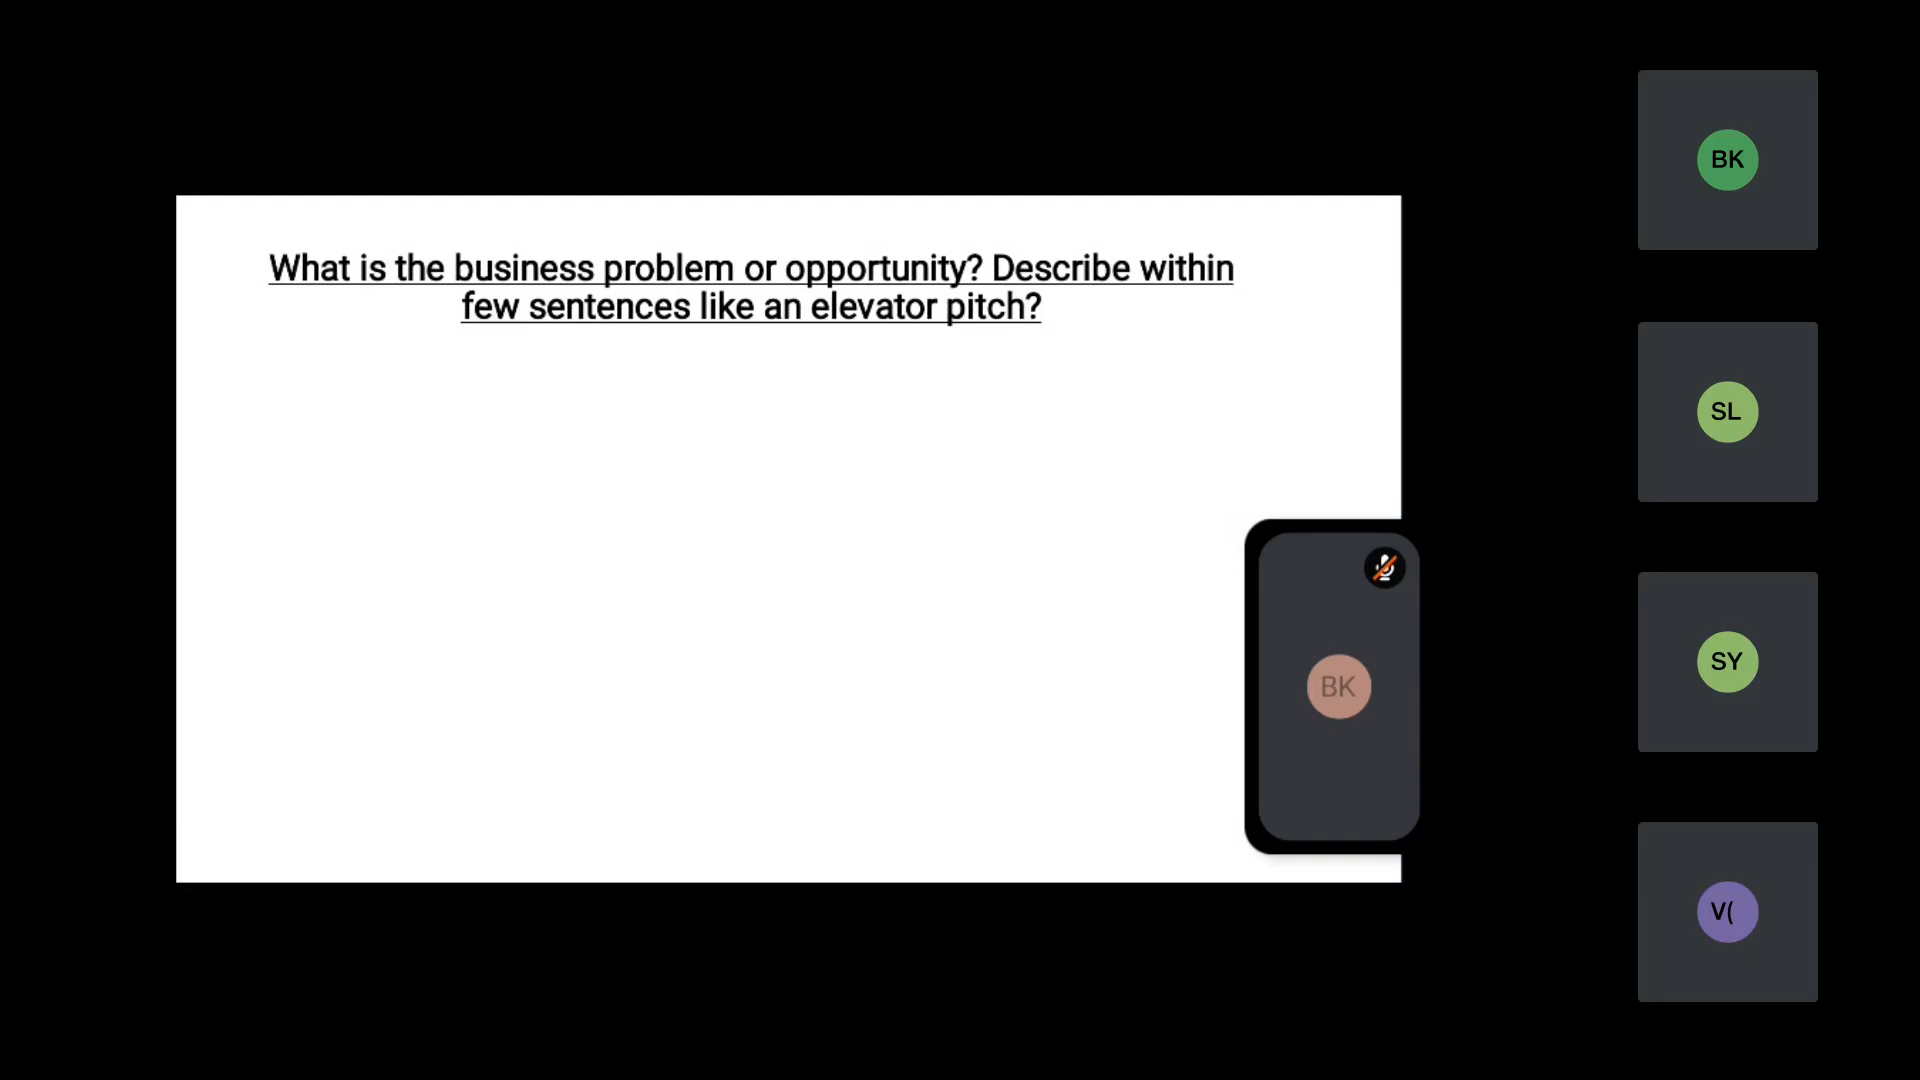 What is the business problem or opportunity? Describe within
few sentences like an elevator pitch?
BK
BK
SL
SY
V(